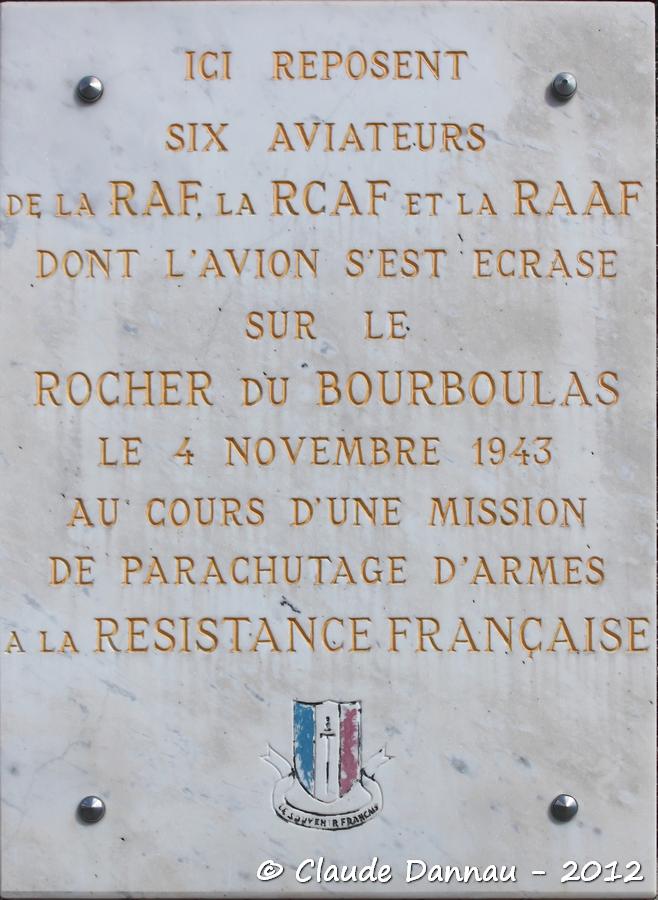 ICI REPOSENT
SIX AVIATEURS
DE LA RAF, LA RCAF ET LA RAAF
DONT L'AVION S'EST ECRASE
SUR LE
ROCHER DU BOURBOULAS
LE 4 NOVEMBRE 1943
AU COURS D'UNE MISSION
DE PARACHUTAGE D'ARMES
A LA RESISTANCE FRANÇAISE
LE SOUVENIR FRANÇAIS
© Claude Dannau - 2012